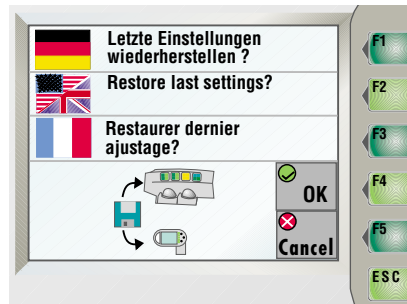 Letzte Einstellungen
wiederherstellen ?
Restore last settings?
Restaurer dernier
ajustage?
OK
Cancel
F1
F2
F3
F4
F5
ESC